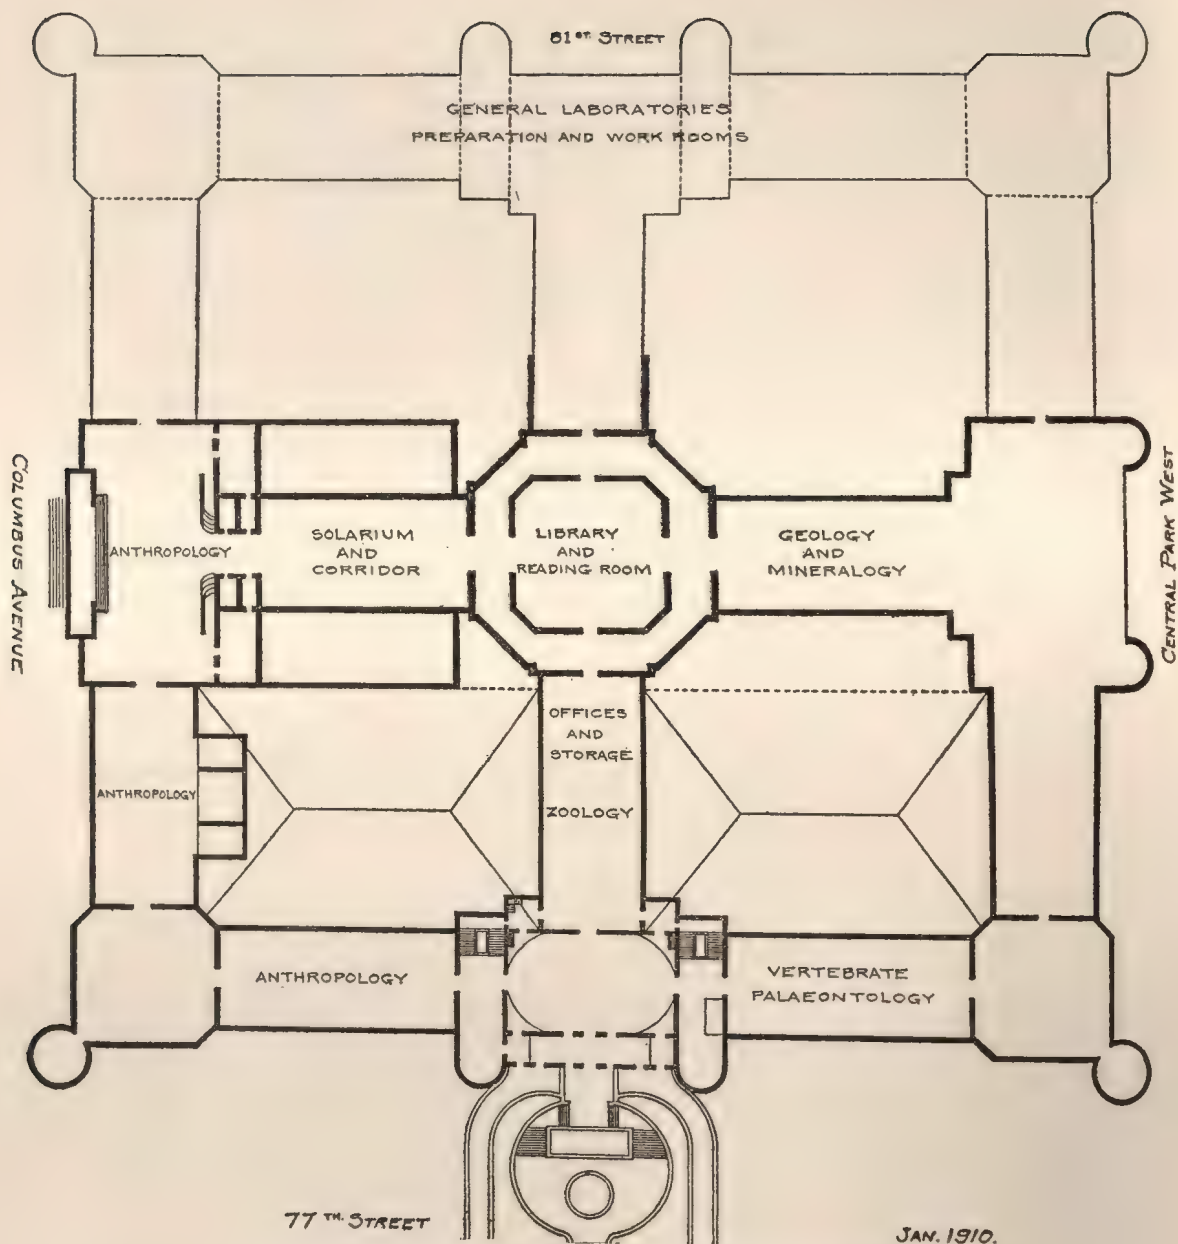 81ST. STREET
GENERAL LABORATORIES
PREPARATION AND WORK ROOMS
COLUMBUS AVENUE
CENTRAL PARK WEST
ANTHROPOLOGY
SOLARIUM
AND
CORRIDOR
LIBRARY
AND
READING ROOM
GEOLOGY
AND
MINERALOGY
OFFICES
AND
STORAGE
ZOOLOGY
ANTHROPOLOGY
ANTHROPOLOGY
VERTEBRATE
PALAEONTOLOGY
77TH. STREET
JAN. 1910.